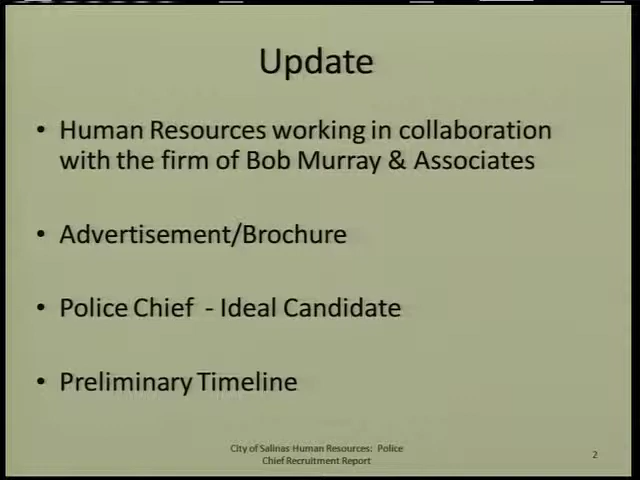 Update
• Human Resources working in collaboration
with the firm of Bob Murray & Associates
• Advertisement/Brochure
• Police Chief - Ideal Candidate
• Preliminary Timeline
City of Salinas Human Resources: Police
Chief Recruitment Report
2